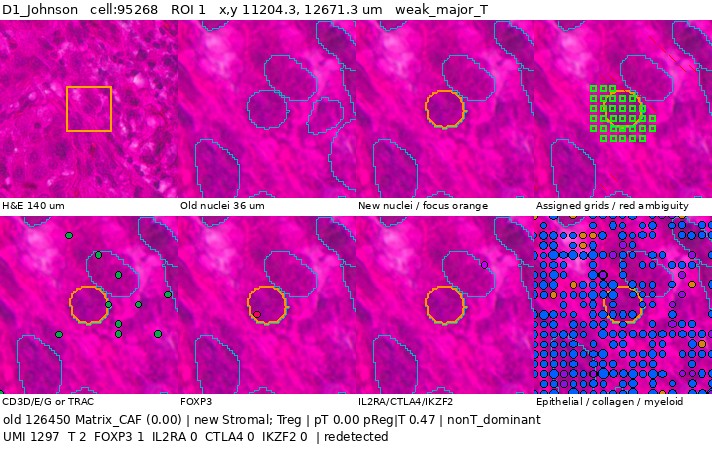 D1_Johnson cell:95268 ROI 1 x,y 11204.3, 12671.3 um weak_major_T
H&E 140 um
Old nuclei 36 um
New nuclei / focus orange
Assigned grids / red ambiguity
CD3D/E/G or TRAC
FOXP3
IL2RA/CTLA4/IKZF2
Epithelial / collagen / myeloid
old 126450 Matrix_CAF (0.00) | new Stromal; Treg | pT 0.00 pReg|T 0.47 | nonT_dominant
UMI 1297 T 2 FOXP3 1 IL2RA 0 CTLA4 0 IKZF2 0 | redetected